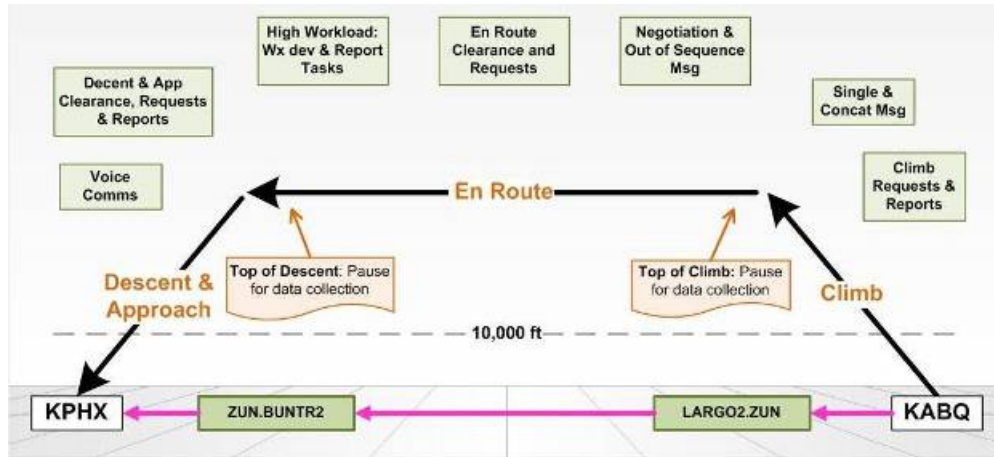 High Workload:
Wx dev & Report
Tasks
En Route
Clearance and
Requests
Negotiation &
Out of Sequence
Msg
Decent & App
Clearance, Requests
& Reports
Single &
Concat Msg
Voice
Comms
Climb
Requests &
Reports
En Route
Top of Descent: Pause
for data collection
Top of Climb: Pause
for data collection
Descent &
Approach
Climb
10,000 ft
KPHX
ZUN.BUNTR2
LARGO2.ZUN
KABQ